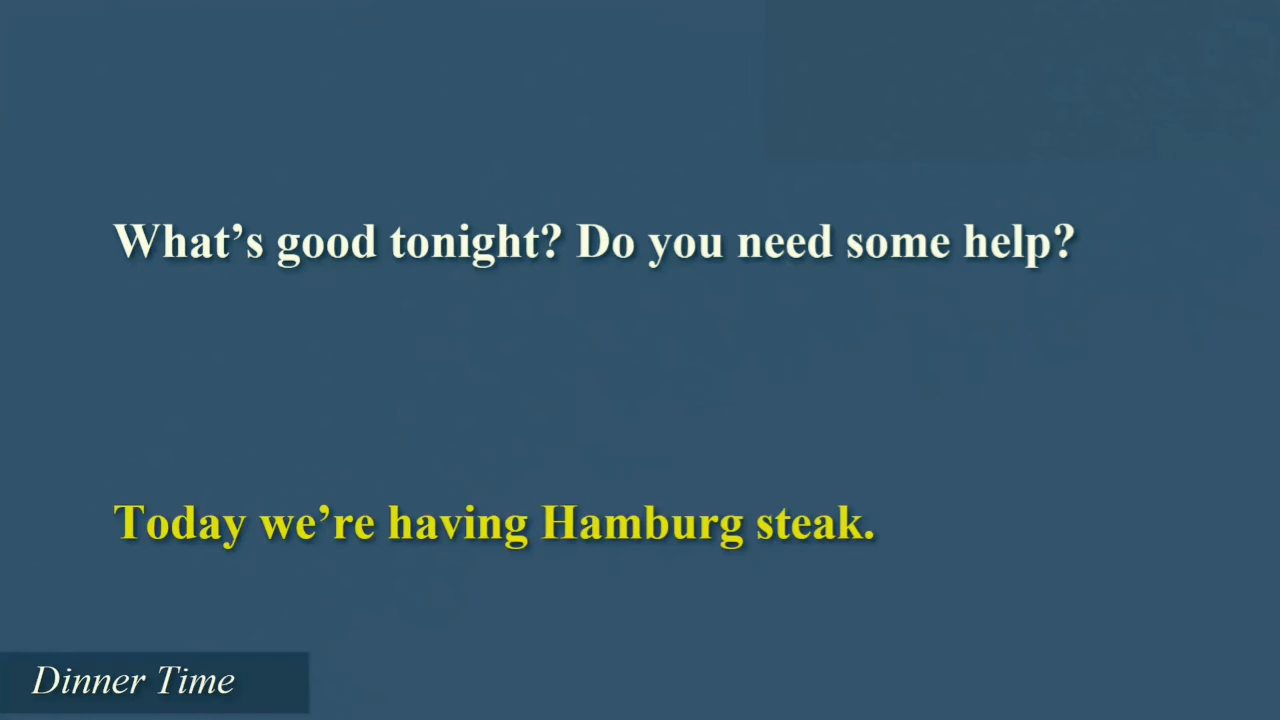 What’s good tonight? Do you need some help?
Today we’re having Hamburg steak.
Dinner Time